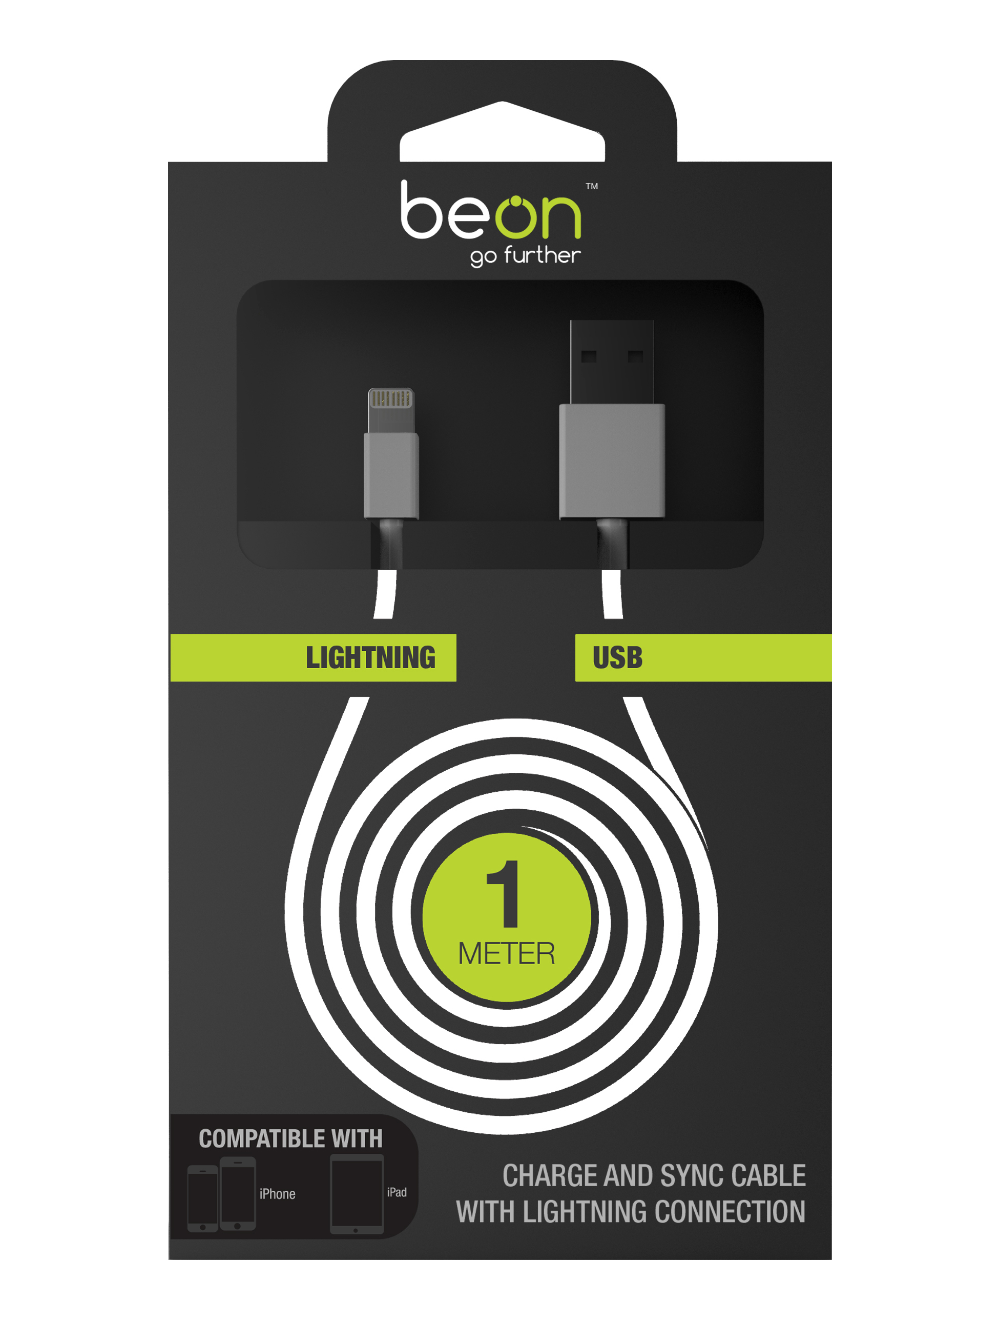 beon™
go further
LIGHTNING
USB
1
METER
COMPATIBLE WITH
iPhone
iPad
CHARGE AND SYNC CABLE
WITH LIGHTNING CONNECTION